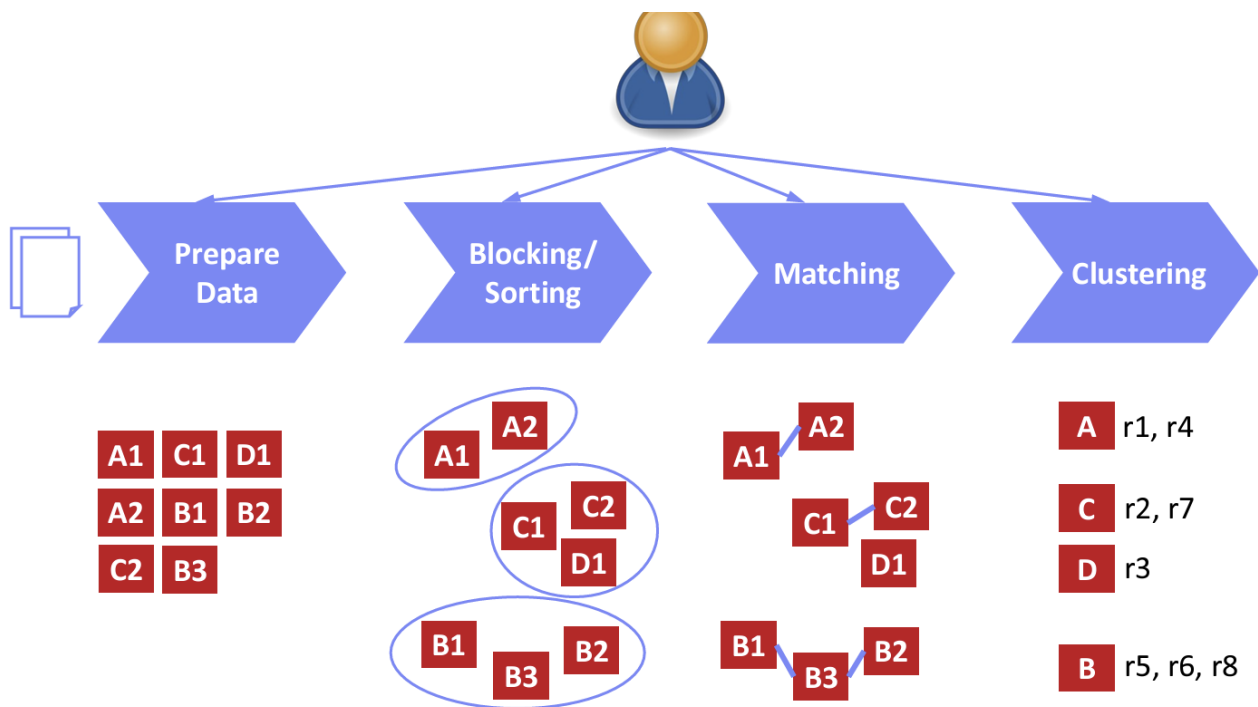 Prepare
Data
Blocking/
Sorting
Matching
Clustering
A1 C1 D1
A2 B1 B2
C2 B3
A2
A1
C2
C1
D1
B1
B2
B3
A2
A1
C2
C1
D1
B1
B2
B3
A r1, r4
C r2, r7
D r3
B r5, r6, r8